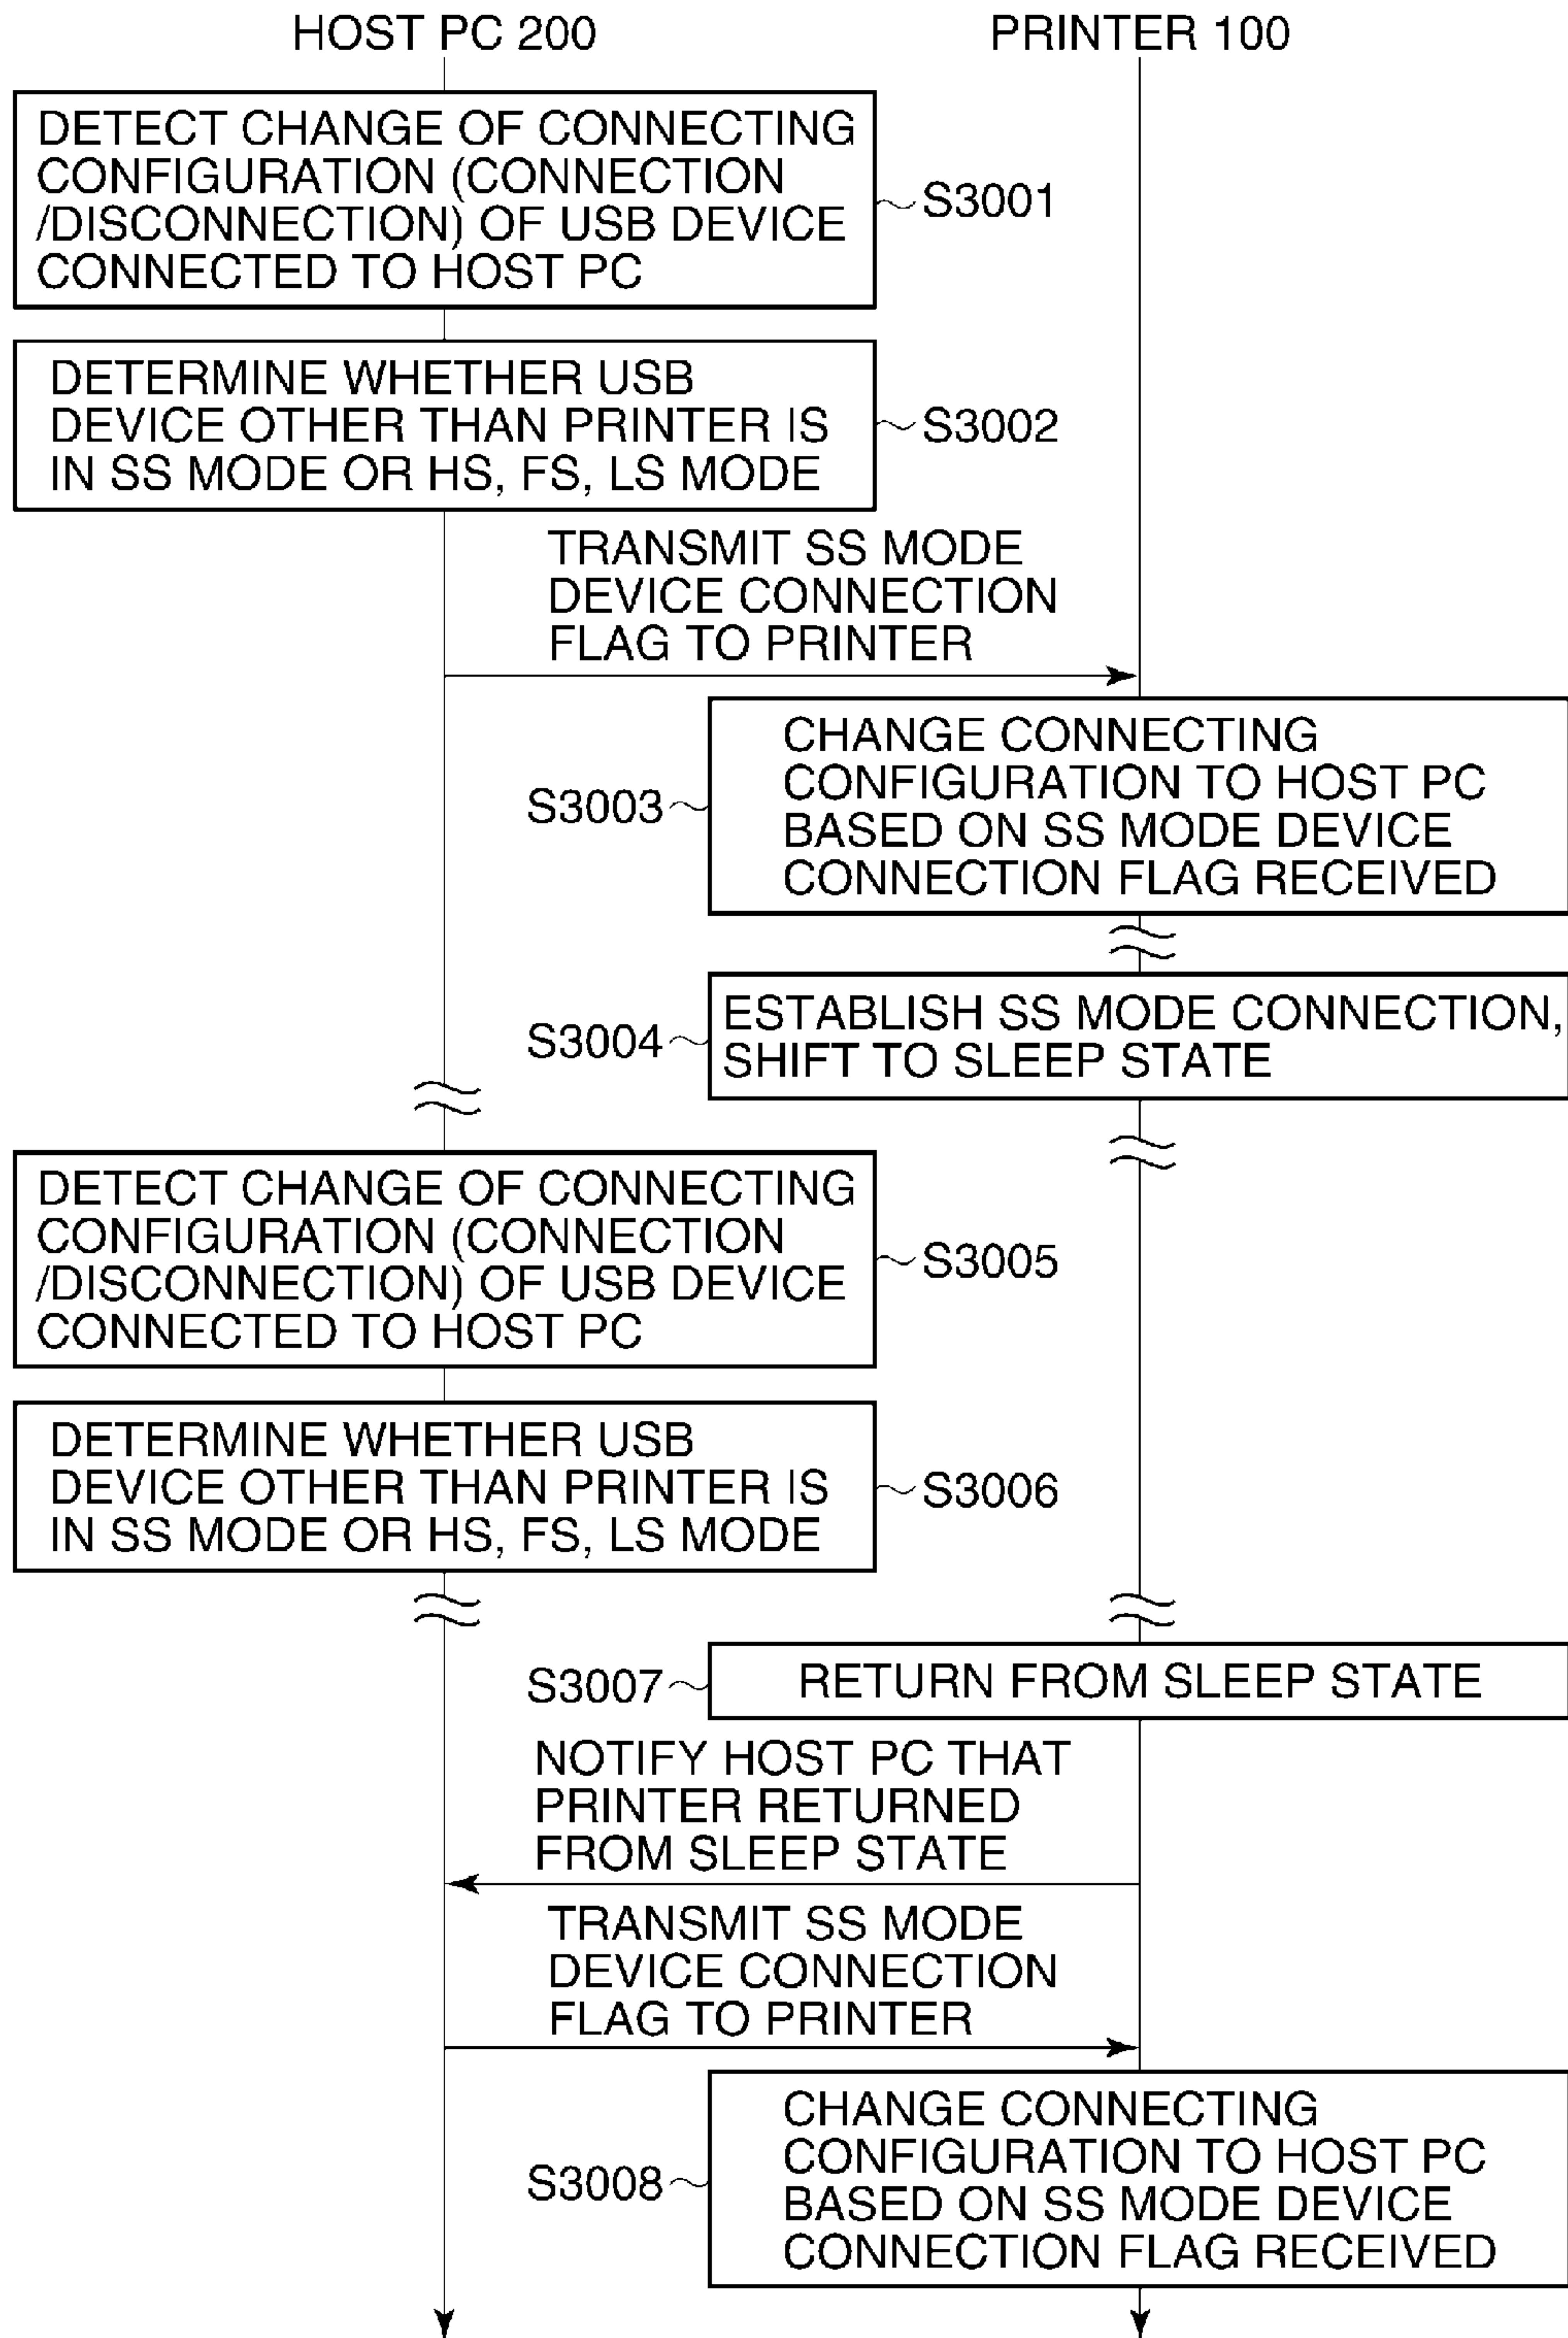 HOST PC 200
PRINTER 100
DETECT CHANGE OF CONNECTING
CONFIGURATION (CONNECTION
/DISCONNECTION) OF USB DEVICE
CONNECTED TO HOST PC
S3001
DETERMINE WHETHER USB
DEVICE OTHER THAN PRINTER IS
IN SS MODE OR HS, FS, LS MODE
S3002
TRANSMIT SS MODE
DEVICE CONNECTION
FLAG TO PRINTER
S3003
CHANGE CONNECTING
CONFIGURATION TO HOST PC
BASED ON SS MODE DEVICE
CONNECTION FLAG RECEIVED
S3004
ESTABLISH SS MODE CONNECTION,
SHIFT TO SLEEP STATE
DETECT CHANGE OF CONNECTING
CONFIGURATION (CONNECTION
/DISCONNECTION) OF USB DEVICE
CONNECTED TO HOST PC
S3005
DETERMINE WHETHER USB
DEVICE OTHER THAN PRINTER IS
IN SS MODE OR HS, FS, LS MODE
S3006
S3007
RETURN FROM SLEEP STATE
NOTIFY HOST PC THAT
PRINTER RETURNED
FROM SLEEP STATE
TRANSMIT SS MODE
DEVICE CONNECTION
FLAG TO PRINTER
S3008
CHANGE CONNECTING
CONFIGURATION TO HOST PC
BASED ON SS MODE DEVICE
CONNECTION FLAG RECEIVED